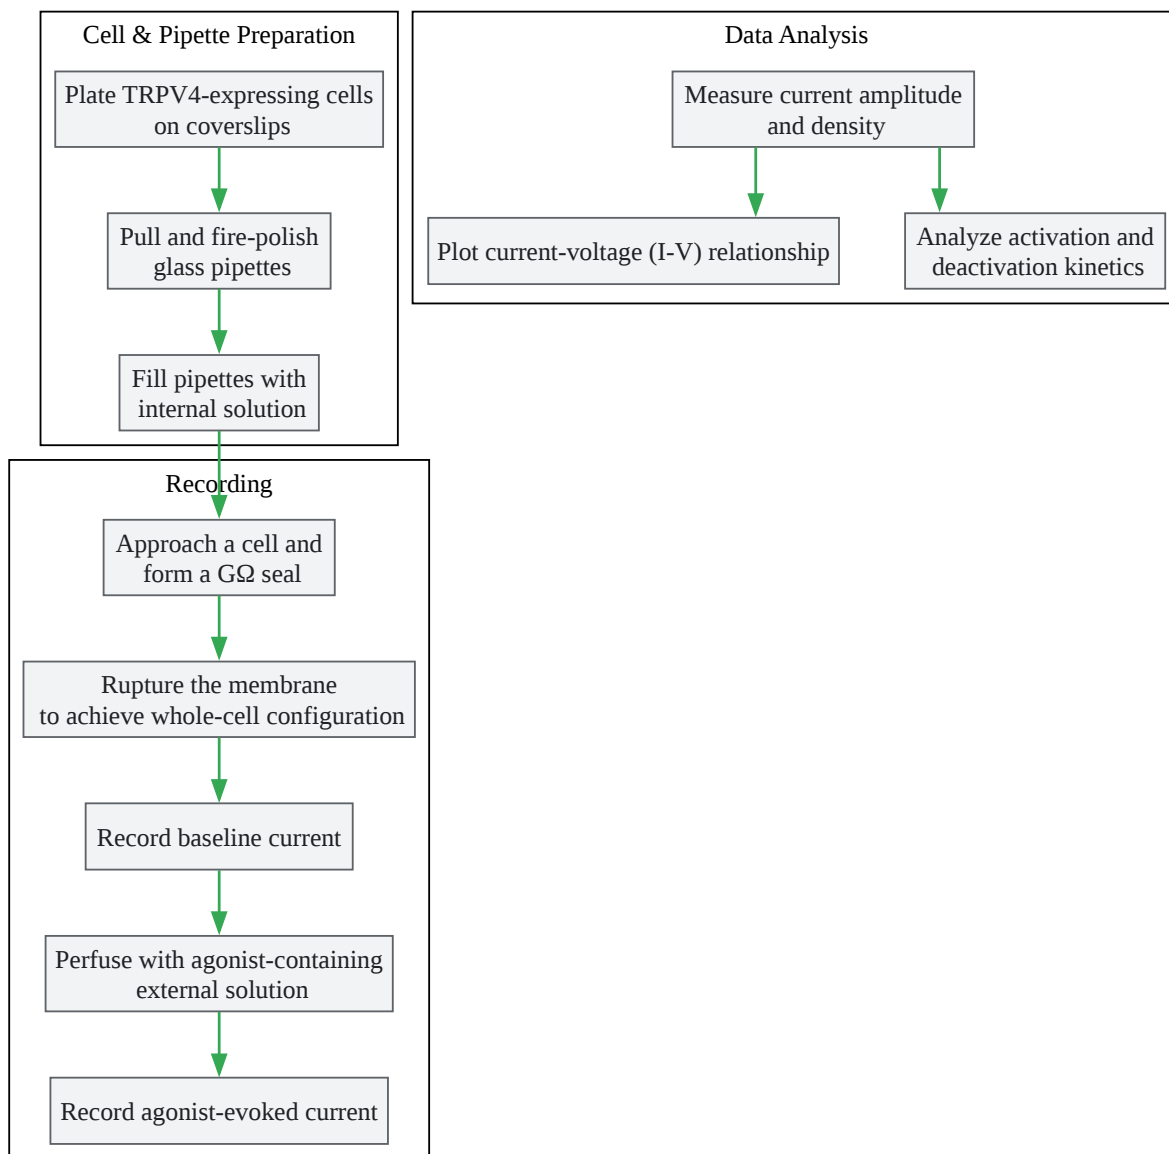 Cell & Pipette Preparation
Plate TRPV4-expressing cells
on coverslips
Pull and fire-polish
glass pipettes
Fill pipettes with
internal solution
Recording
Approach a cell and
form a GΩ seal
Rupture the membrane
to achieve whole-cell configuration
Record baseline current
Perfuse with agonist-containing
external solution
Record agonist-evoked current
Data Analysis
Measure current amplitude
and density
Plot current-voltage (I-V) relationship
Analyze activation and
deactivation kinetics